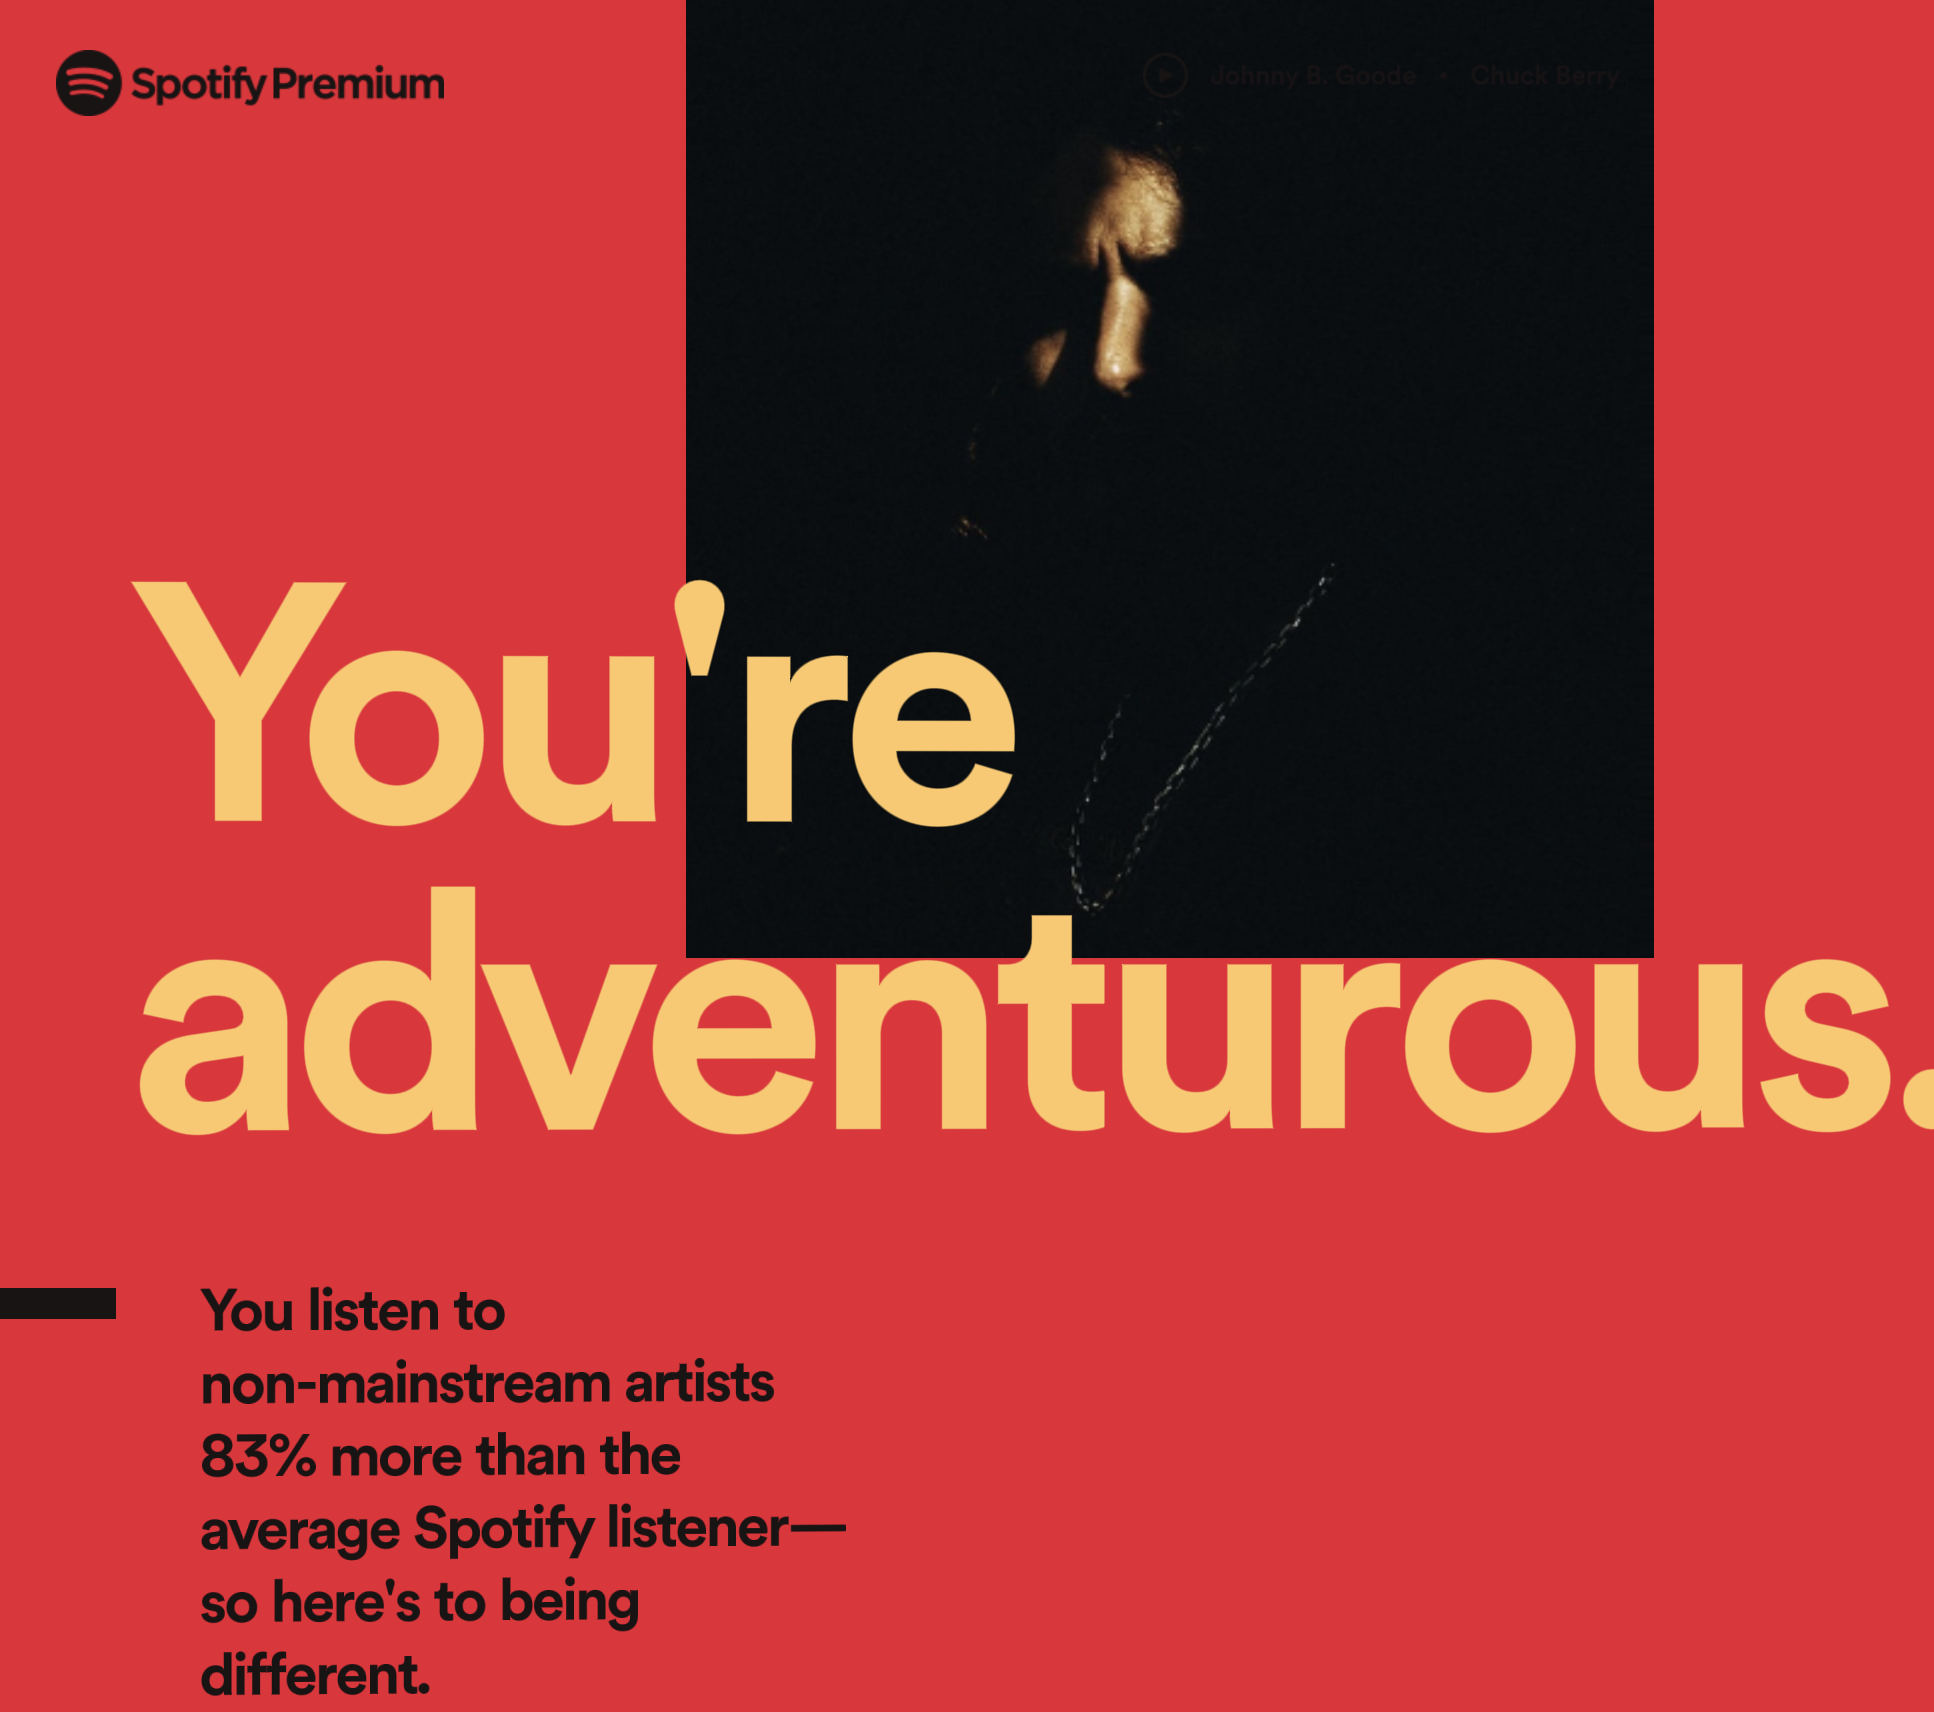 Spotify Premium
Johnny B. Goode • Chuck Berry
You're
adventurous.
You listen to
non-mainstream artists
83% more than the
average Spotify listener—
so here's to being
different.